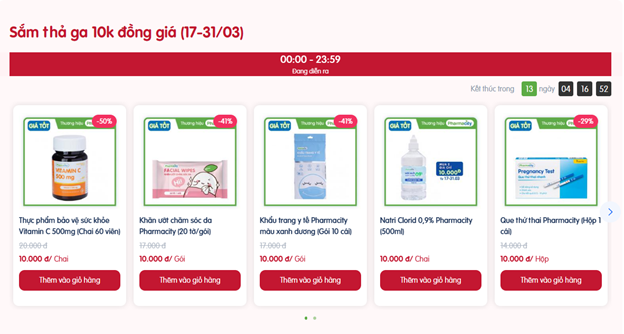 Sắm thả ga 10k đồng giá (17-31/03)
00:00 - 23:59
Đang diễn ra
Kết thúc trong 13 ngày 04 16 52
GIÁ TỐT Thương hiệu Pharmacity -50%
VITAMIN C
500 mg
Thực phẩm bảo vệ sức khỏe
Vitamin C 500mg (Chai 60 viên)
20.000 đ
10.000 đ/ Chai
Thêm vào giỏ hàng
GIÁ TỐT Thương hiệu -41%
FACIAL WIPES
Khăn ướt chăm sóc da
Pharmacity (20 tờ/gói)
17.000 đ
10.000 đ/ Gói
Thêm vào giỏ hàng
GIÁ TỐT Thương hiệu -41%
Khẩu trang y tế Pharmacity
màu xanh dương (Gói 10 cái)
17.000 đ
10.000 đ/ Gói
Thêm vào giỏ hàng
GIÁ TỐT Thương hiệu Pharmacity
10.000
17-31.03
Natri Clorid 0,9% Pharmacity
(500ml)
10.000 đ/ Chai
Thêm vào giỏ hàng
GIÁ TỐT Thương hiệu -29%
Pregnancy Test
Que thử thai Pharmacity (Hộp 1
cái)
14.000 đ
10.000 đ/ Hộp
Thêm vào giỏ hàng